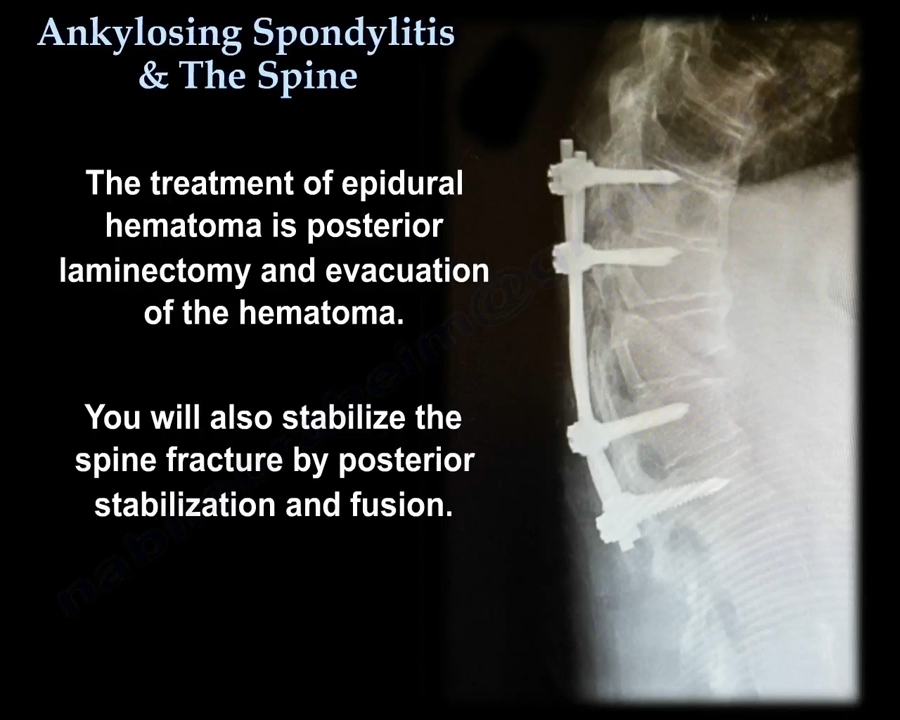 Ankylosing Spondylitis
& The Spine
The treatment of epidural
hematoma is posterior
laminectomy and evacuation
of the hematoma.
You will also stabilize the
spine fracture by posterior
stabilization and fusion.